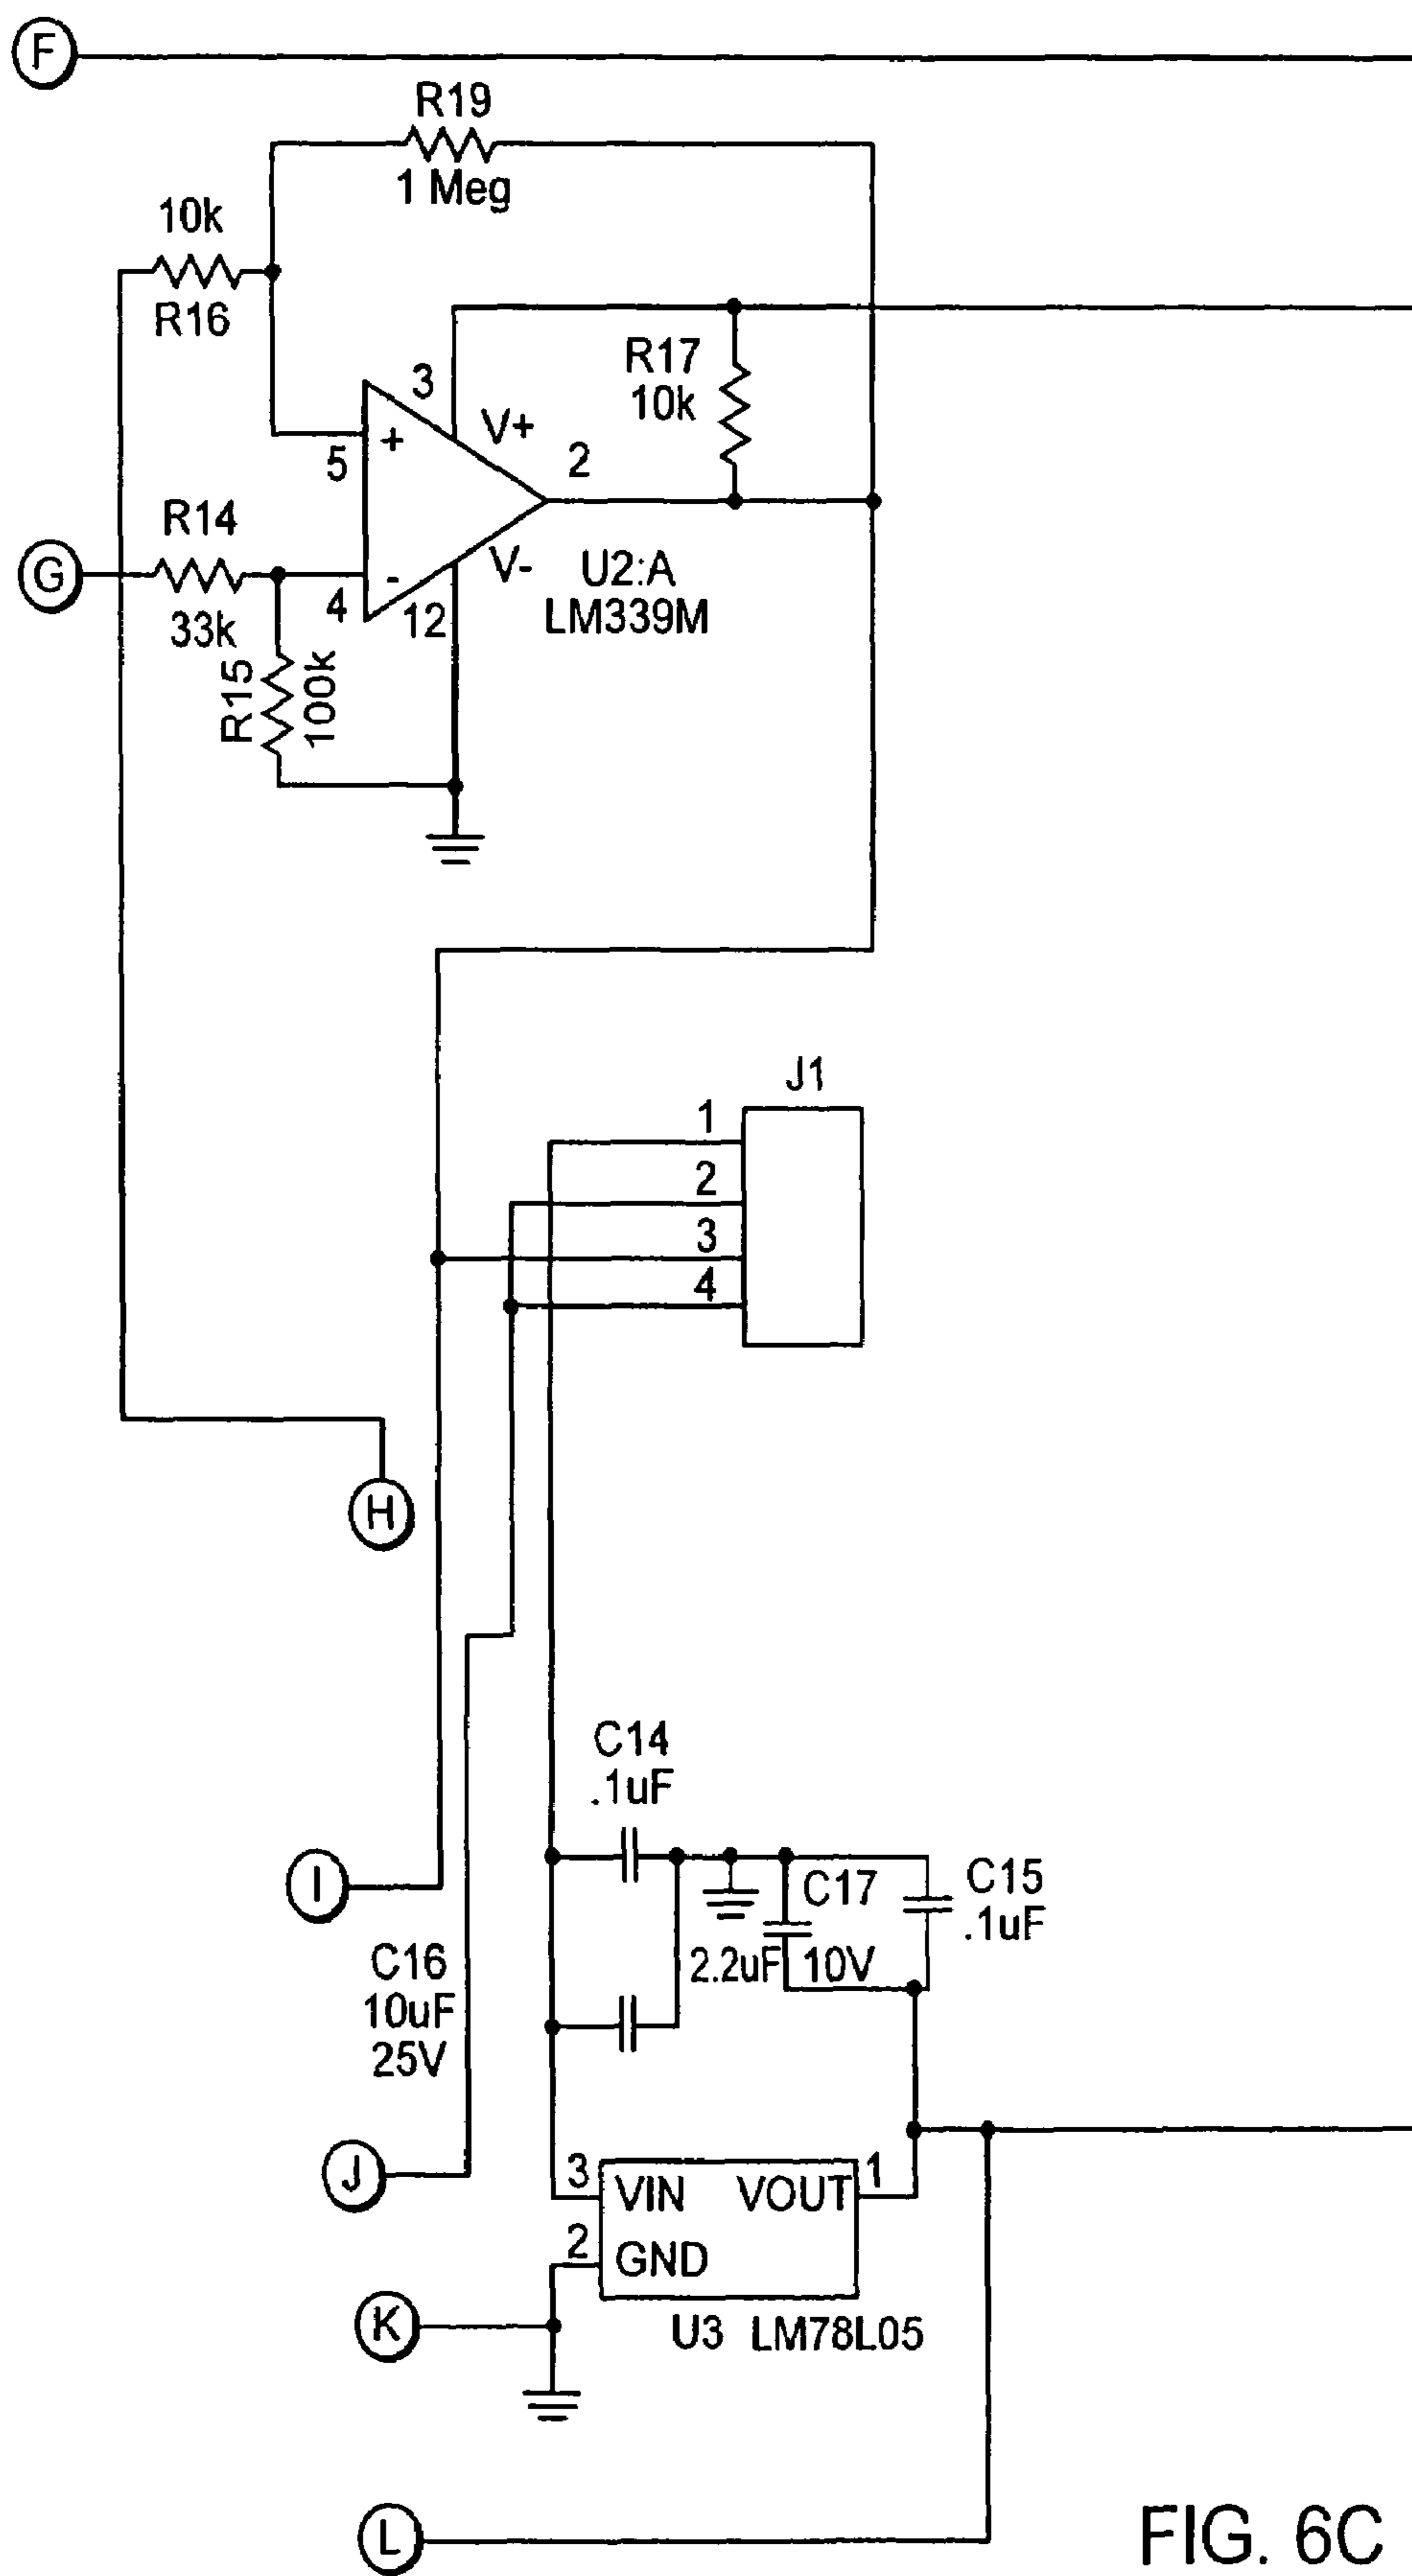 F
R19
1 Meg
10k
R16
R17
10k
3
V+
+
5
2
R14
G
33k
-
4
12
V-
U2:A
LM339M
R15
100k
J1
1
2
3
4
H
C14
.1uF
I
C17
2.2uF 10V
C15
.1uF
C16
10uF
25V
J
3 VIN VOUT 1
2 GND
K
U3 LM78L05
L
FIG. 6C